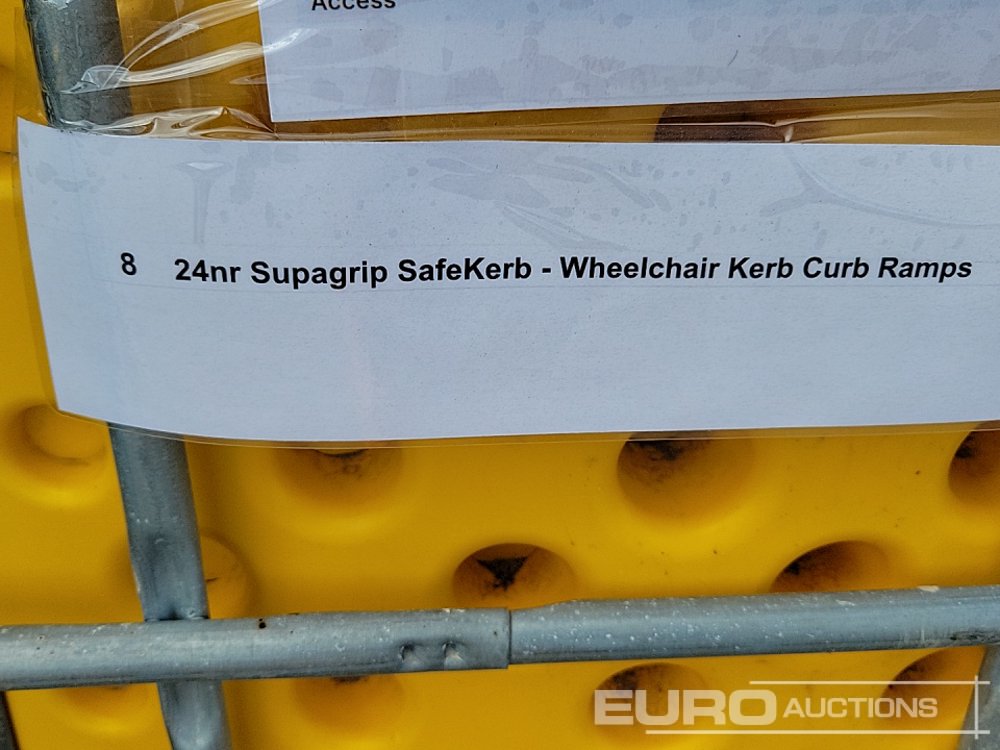 Access
8 24nr Supagrip SafeKerb - Wheelchair Kerb Curb Ramps
EURO AUCTIONS